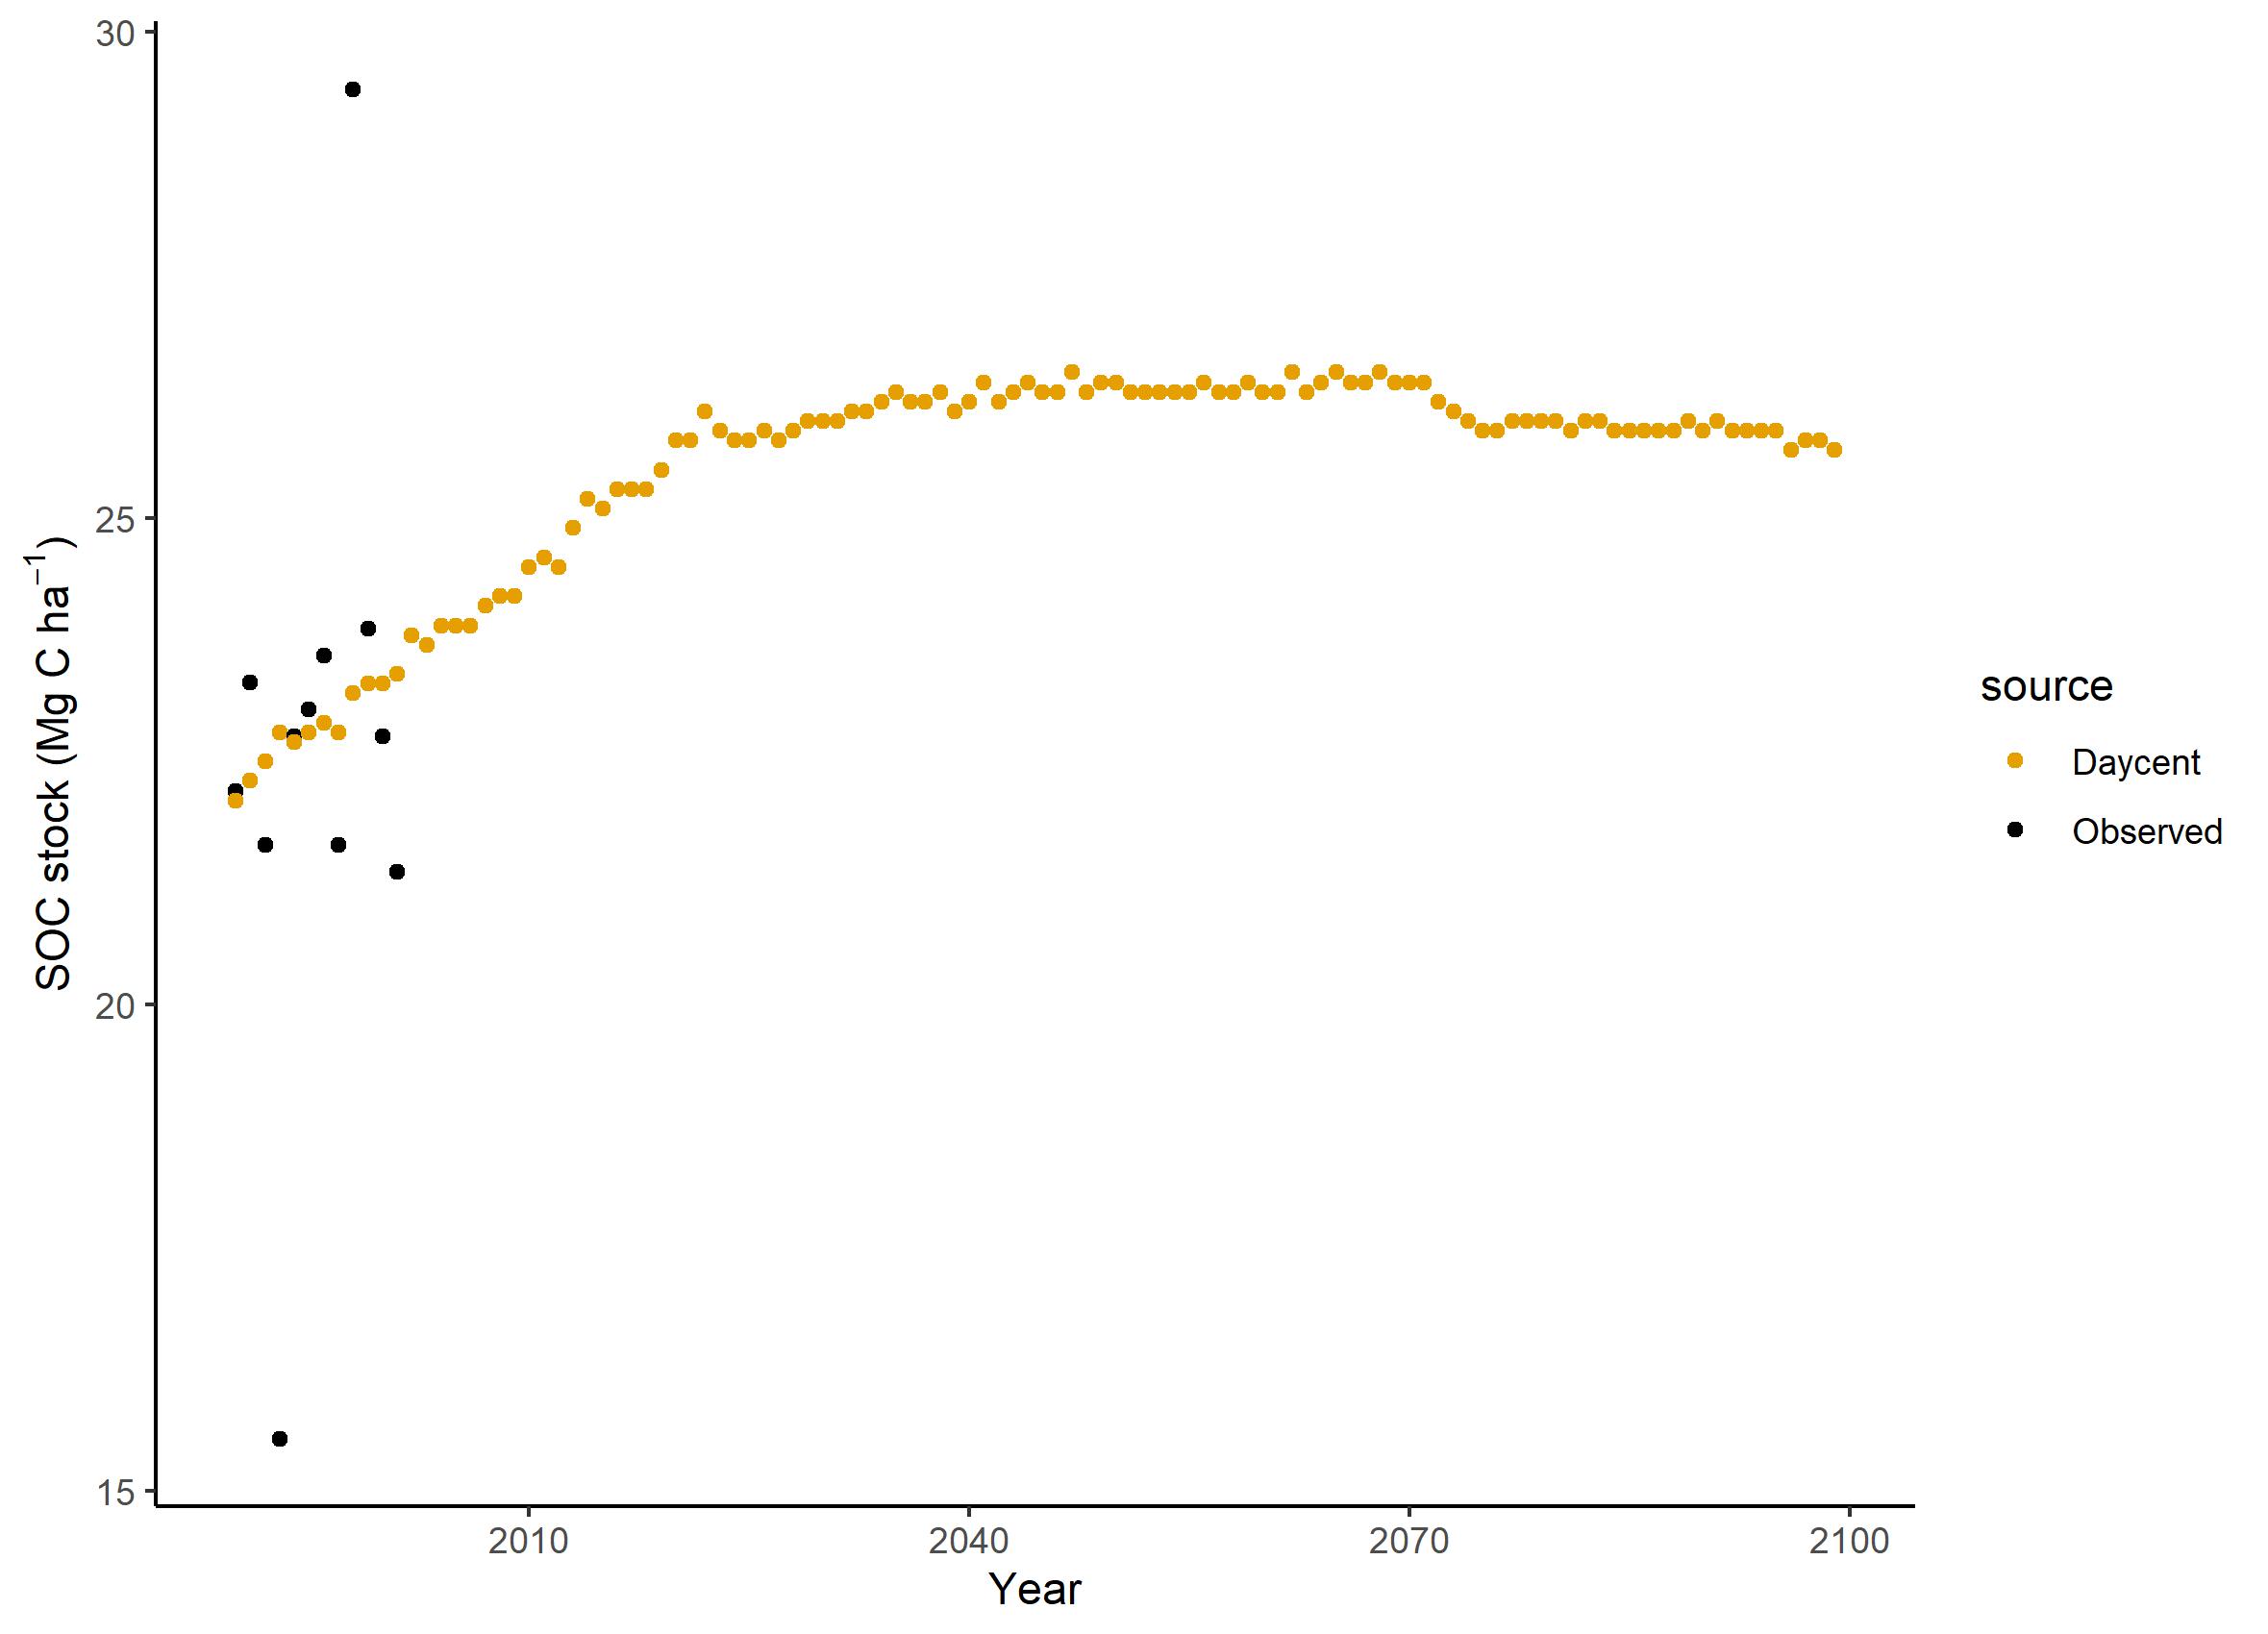 30
25
20
15
SOC stock (Mg C ha⁻¹)
2010 2040 2070 2100
Year
source
Daycent
Observed